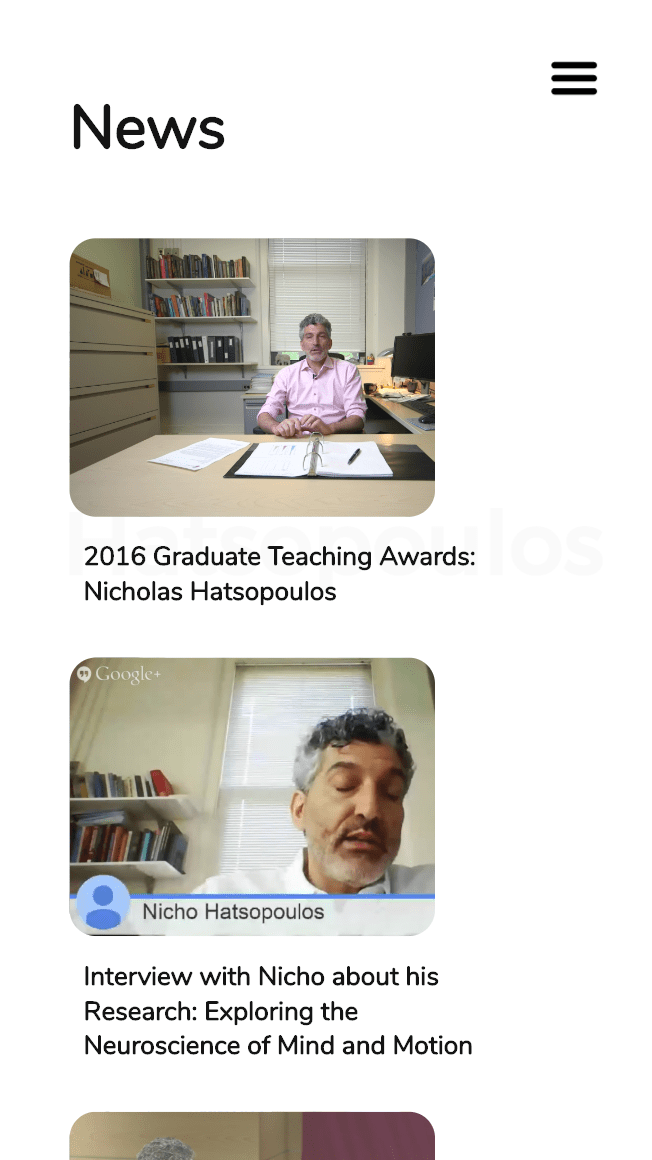 News
Hatsopoulos
2016 Graduate Teaching Awards:
Nicholas Hatsopoulos
Google+
Nicho Hatsopoulos
Interview with Nicho about his
Research: Exploring the
Neuroscience of Mind and Motion